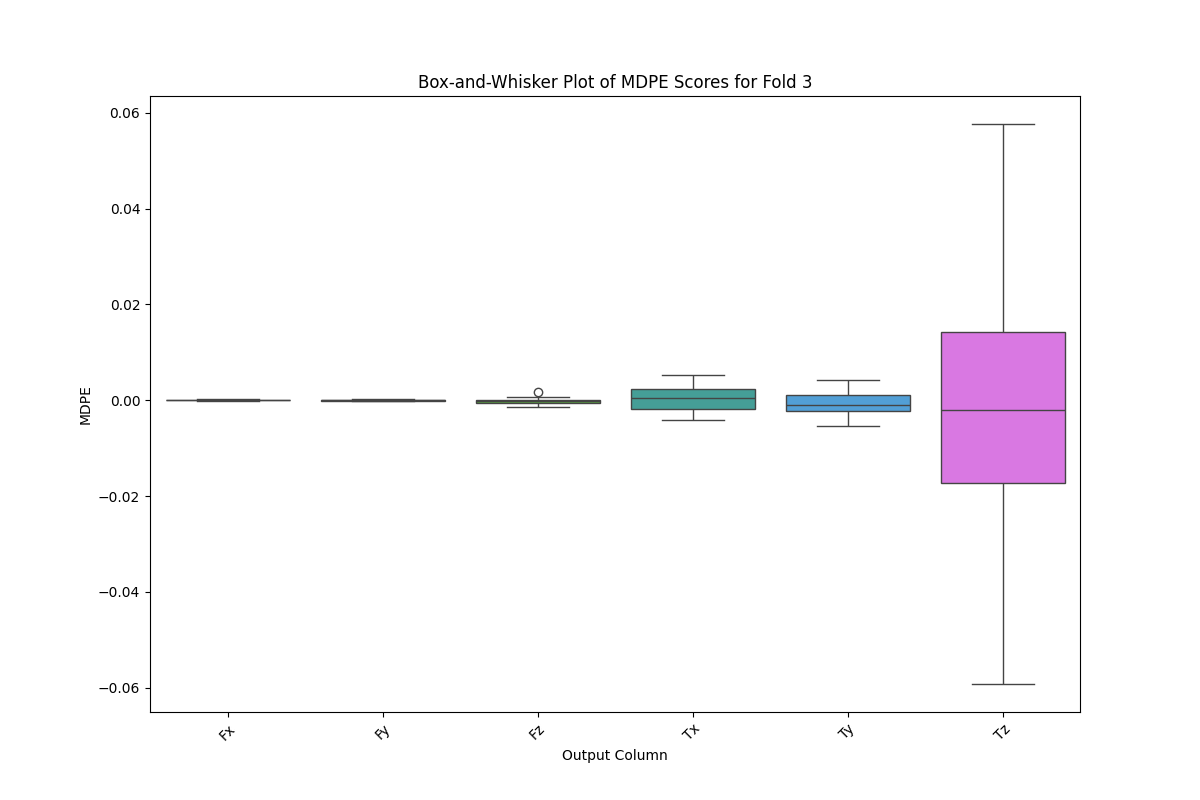 Box-and-Whisker Plot of MDPE Scores for Fold 3
0.06
0.04
0.02
0.00
−0.02
−0.04
−0.06
MDPE
Fx
Fy
Fz
Tx
Ty
Tz
Output Column